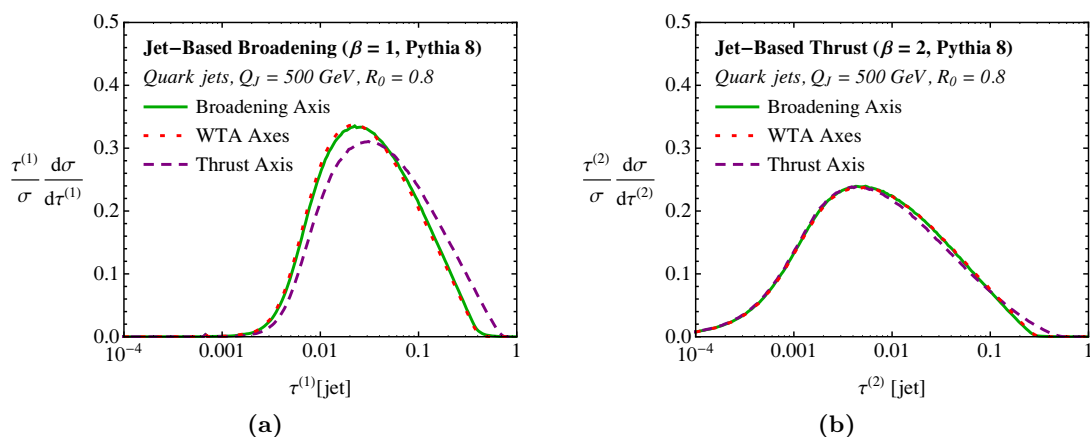 0.5
0.4
0.3
0.2
0.1
0.0
τ^(1)/σ dσ/dτ^(1)
Jet–Based Broadening (β = 1, Pythia 8)
Quark jets, Q_J = 500 GeV, R_0 = 0.8
Broadening Axis
WTA Axes
Thrust Axis
10^−4 0.001 0.01 0.1 1
τ^(1)[jet]
(a)
0.5
0.4
0.3
0.2
0.1
0.0
τ^(2)/σ dσ/dτ^(2)
Jet–Based Thrust (β = 2, Pythia 8)
Quark jets, Q_J = 500 GeV, R_0 = 0.8
Broadening Axis
WTA Axes
Thrust Axis
10^−4 0.001 0.01 0.1 1
τ^(2) [jet]
(b)